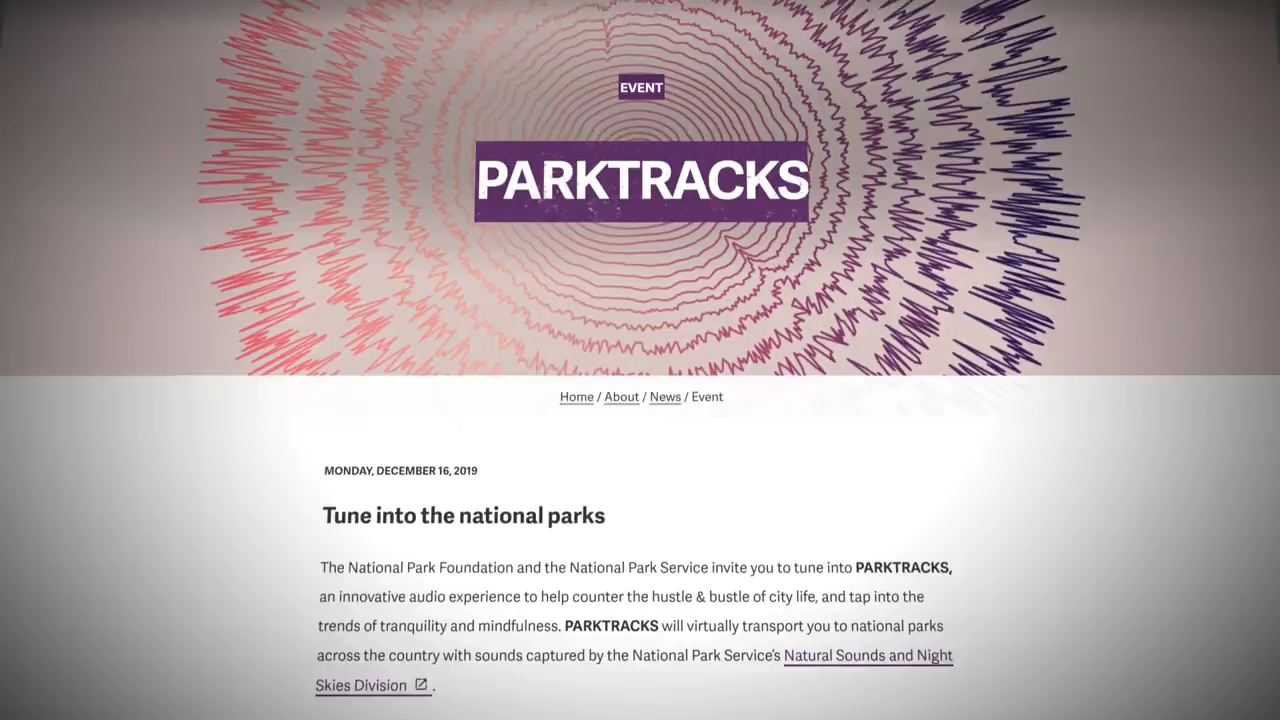 EVENT
PARKTRACKS
Home / About / News / Event
MONDAY, DECEMBER 16, 2019
Tune into the national parks
The National Park Foundation and the National Park Service invite you to tune into PARKTRACKS,
an innovative audio experience to help counter the hustle & bustle of city life, and tap into the
trends of tranquility and mindfulness. PARKTRACKS will virtually transport you to national parks
across the country with sounds captured by the National Park Service's Natural Sounds and Night
Skies Division .